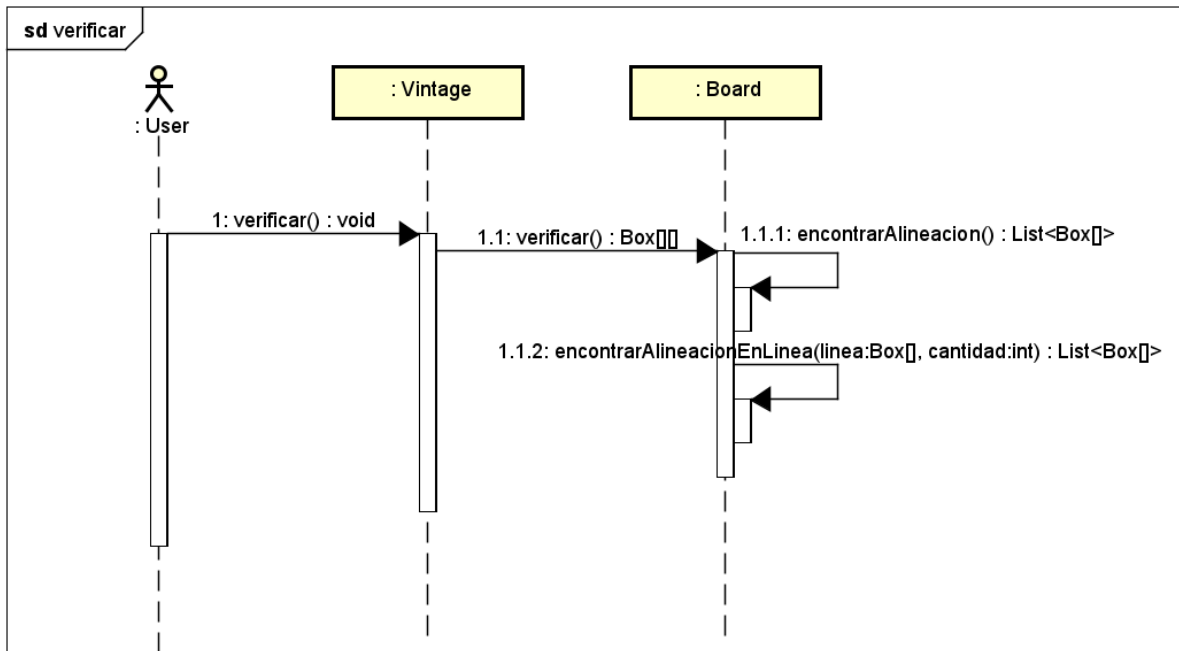 sd verificar
: User
: Vintage
: Board
1: verificar() : void
1.1: verificar() : Box[][]
1.1.1: encontrarAlineacion() : List<Box[]>
1.1.2: encontrarAlineacionEnLinea(linea:Box[], cantidad:int) : List<Box[]>